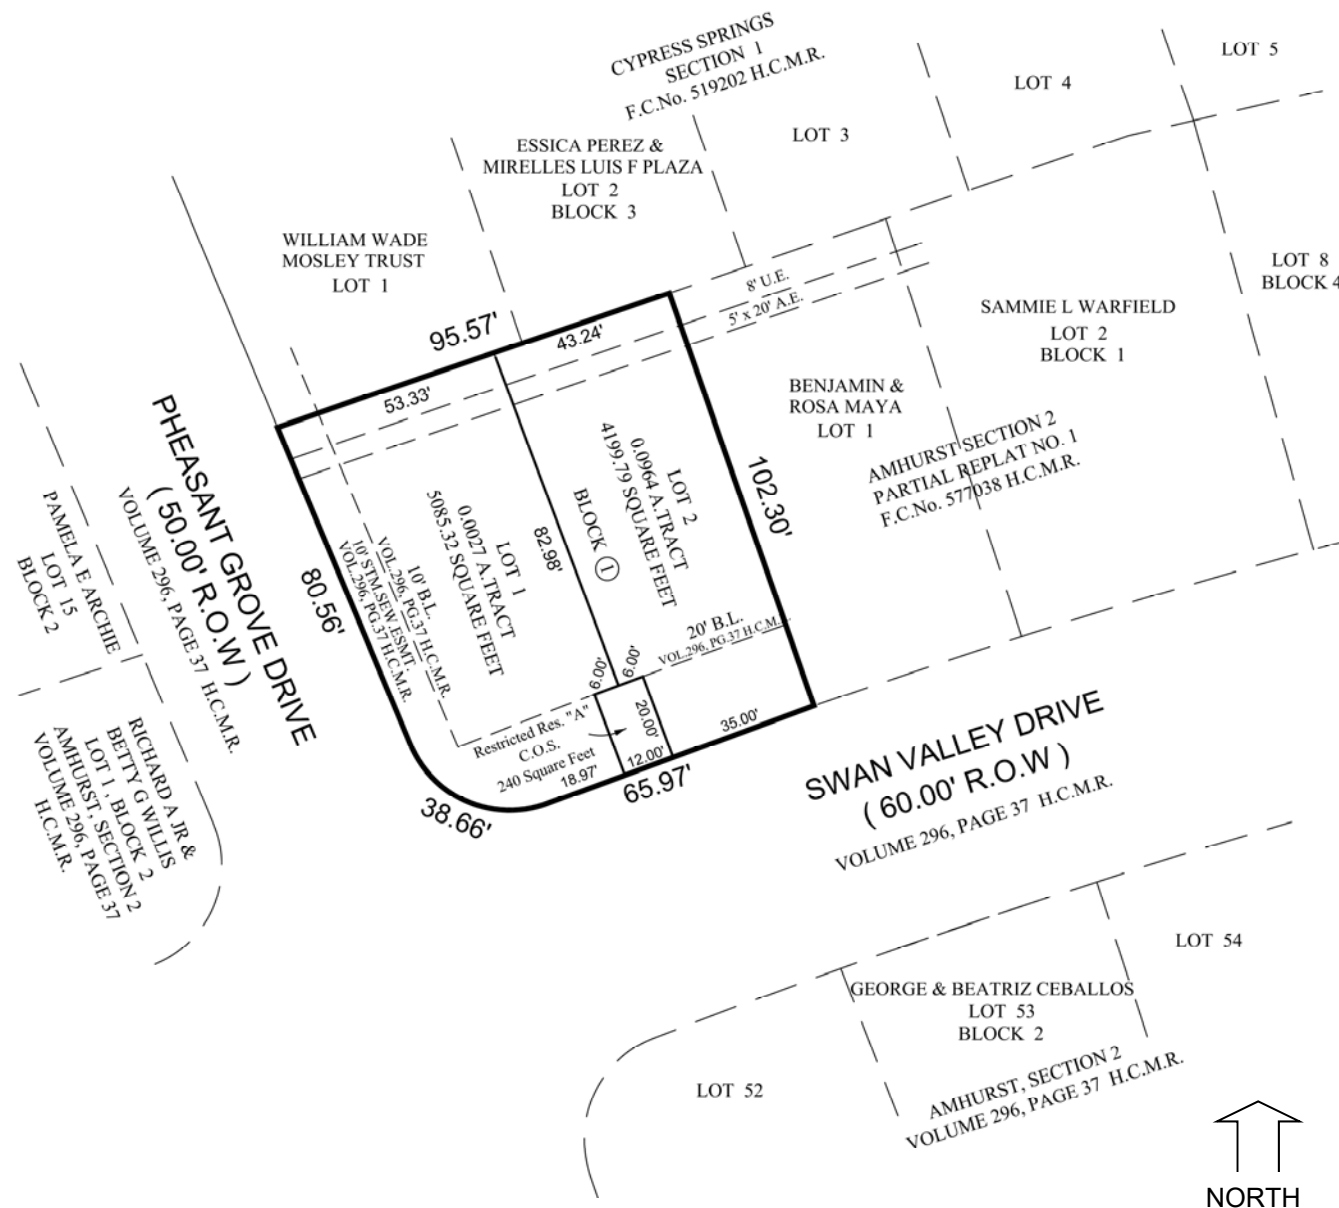 CYPRESS SPRINGS
SECTION 1
F.C.No. 519202 H.C.M.R.
LOT 5
LOT 4
LOT 3
ESSICA PEREZ &
MIRELLES LUIS F PLAZA
LOT 2
BLOCK 3
WILLIAM WADE
MOSLEY TRUST
LOT 1
LOT 8
BLOCK 4
SAMMIE L WARFIELD
LOT 2
BLOCK 1
8' U.E.
5' x 20' A.E.
95.57'
43.24'
53.33'
BENJAMIN &
ROSA MAYA
LOT 1
AMHURST SECTION 2
PARTIAL REPLAT NO. 1
F.C.No. 577038 H.C.M.R.
PHEASANT GROVE DRIVE
( 50.00' R.O.W )
VOLUME 296, PAGE 37 H.C.M.R.
PAMELA E ARCHIE
LOT 15
BLOCK 2
LOT 2
0.0964 A.TRACT
4199.79 SQUARE FEET
BLOCK 1
102.30'
82.98'
LOT 1
0.0027 A.TRACT
5085.32 SQUARE FEET
10' B.L.
VOL.296, PG.37 H.C.M.R.
10' STM.SEW.ESMT.
VOL.296, PG.37 H.C.M.R.
80.56'
20' B.L.
VOL.296, PG.37 H.C.M.
6.00'
6.00'
Restricted Res. "A"
C.O.S.
240 Square Feet
20.00'
35.00'
12.00'
18.97'
65.97'
38.66'
RICHARD A JR &
BETTY G WILLIS
LOT 1 , BLOCK 2
AMHURST, SECTION 2
VOLUME 296, PAGE 37
H.C.M.R.
SWAN VALLEY DRIVE
( 60.00' R.O.W )
VOLUME 296, PAGE 37 H.C.M.R.
LOT 54
GEORGE & BEATRIZ CEBALLOS
LOT 53
BLOCK 2
LOT 52
AMHURST, SECTION 2
VOLUME 296, PAGE 37 H.C.M.R.
NORTH